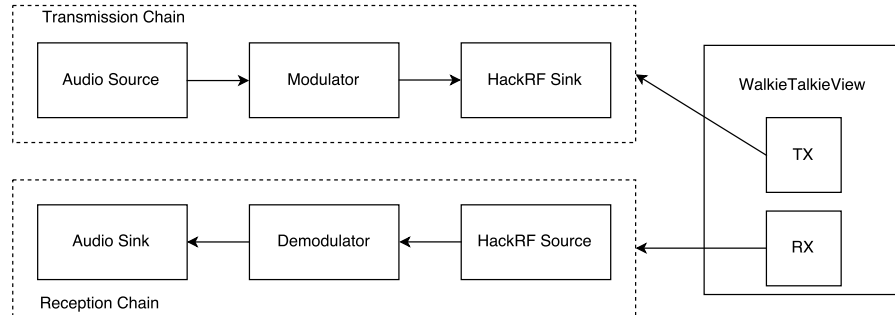 Transmission Chain
Audio Source
Modulator
HackRF Sink
WalkieTalkieView
TX
Audio Sink
Demodulator
HackRF Source
RX
Reception Chain